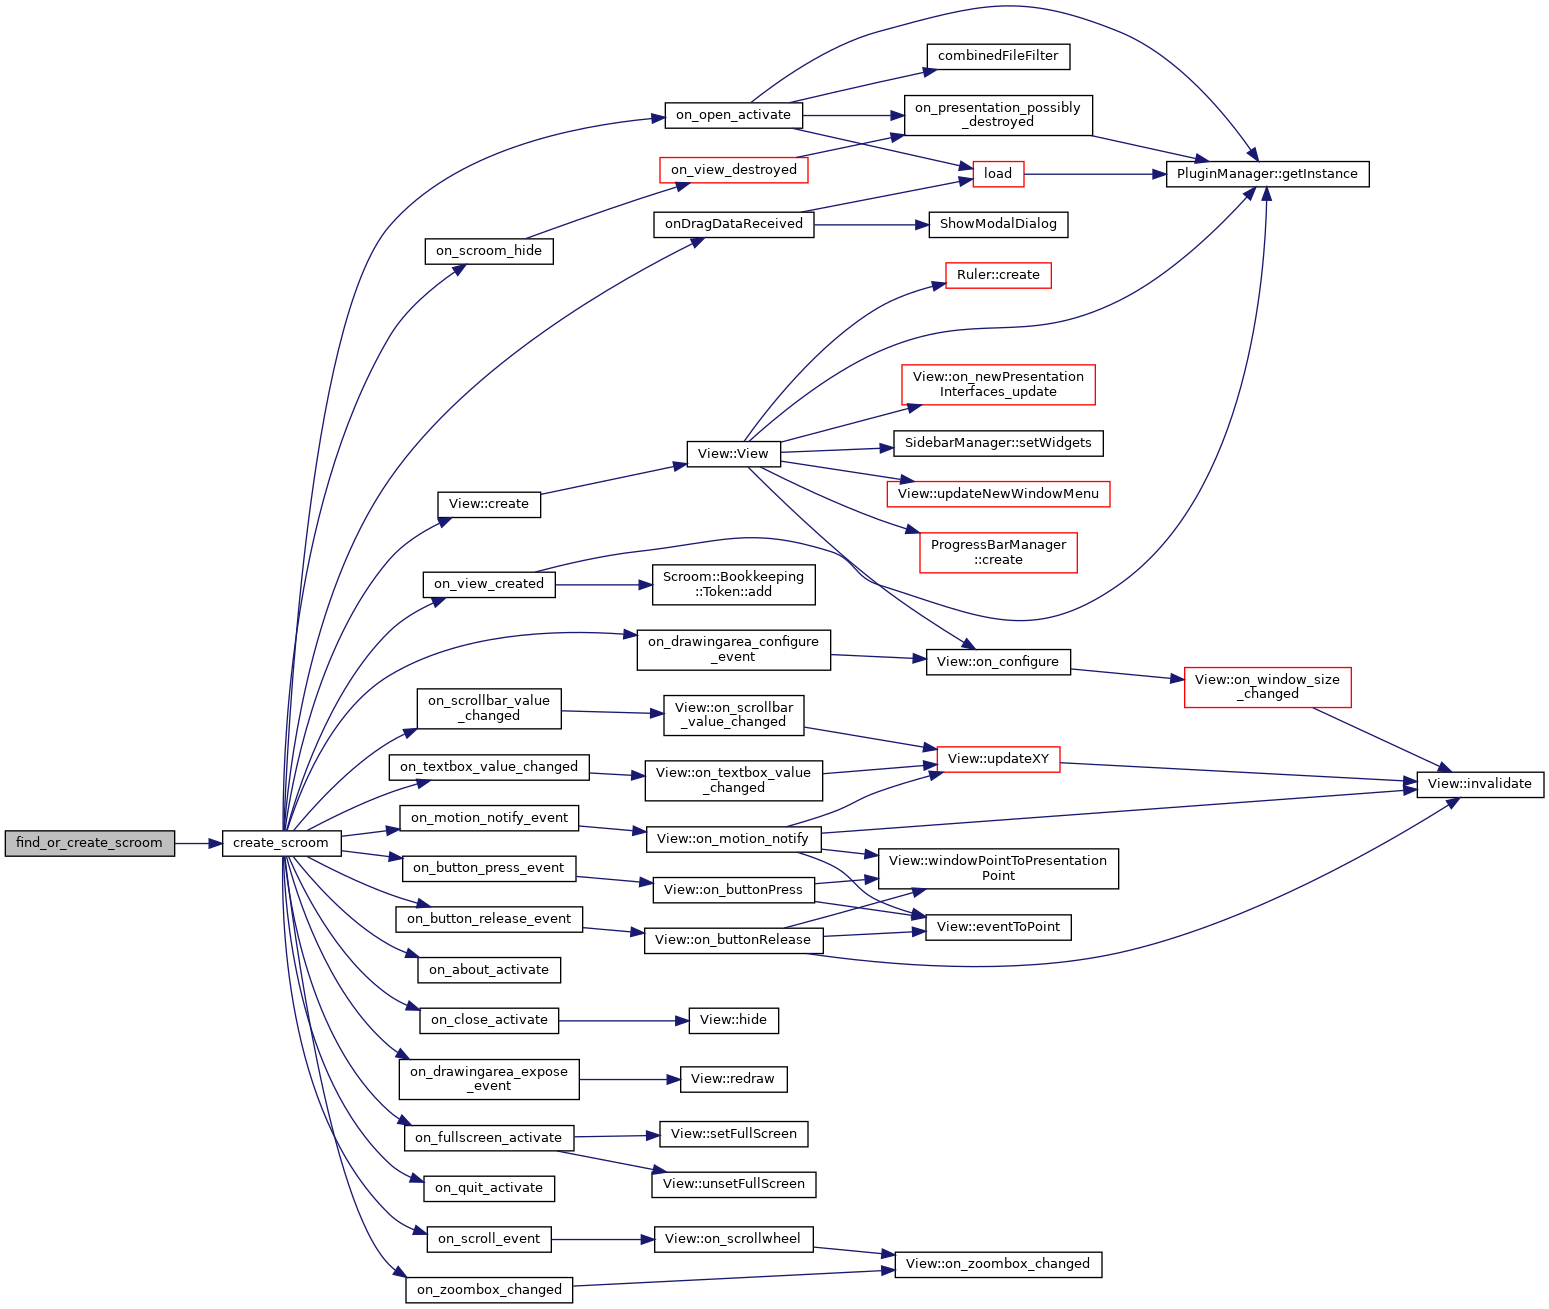 combinedFileFilter
on_open_activate
on_presentation_possibly
_destroyed
on_view_destroyed
load
PluginManager::getInstance
onDragDataReceived
ShowModalDialog
on_scroom_hide
Ruler::create
View::on_newPresentation
Interfaces_update
View::View
SidebarManager::setWidgets
View::updateNewWindowMenu
View::create
ProgressBarManager
::create
on_view_created
Scroom::Bookkeeping
::Token::add
on_drawingarea_configure
_event
View::on_configure
View::on_window_size
_changed
on_scrollbar_value
_changed
View::on_scrollbar
_value_changed
on_textbox_value_changed
View::on_textbox_value
_changed
View::updateXY
View::invalidate
on_motion_notify_event
View::on_motion_notify
find_or_create_scroom
create_scroom
on_button_press_event
View::on_buttonPress
View::windowPointToPresentation
Point
on_button_release_event
View::on_buttonRelease
View::eventToPoint
on_about_activate
on_close_activate
View::hide
on_drawingarea_expose
_event
View::redraw
on_fullscreen_activate
View::setFullScreen
on_quit_activate
View::unsetFullScreen
on_scroll_event
View::on_scrollwheel
View::on_zoombox_changed
on_zoombox_changed